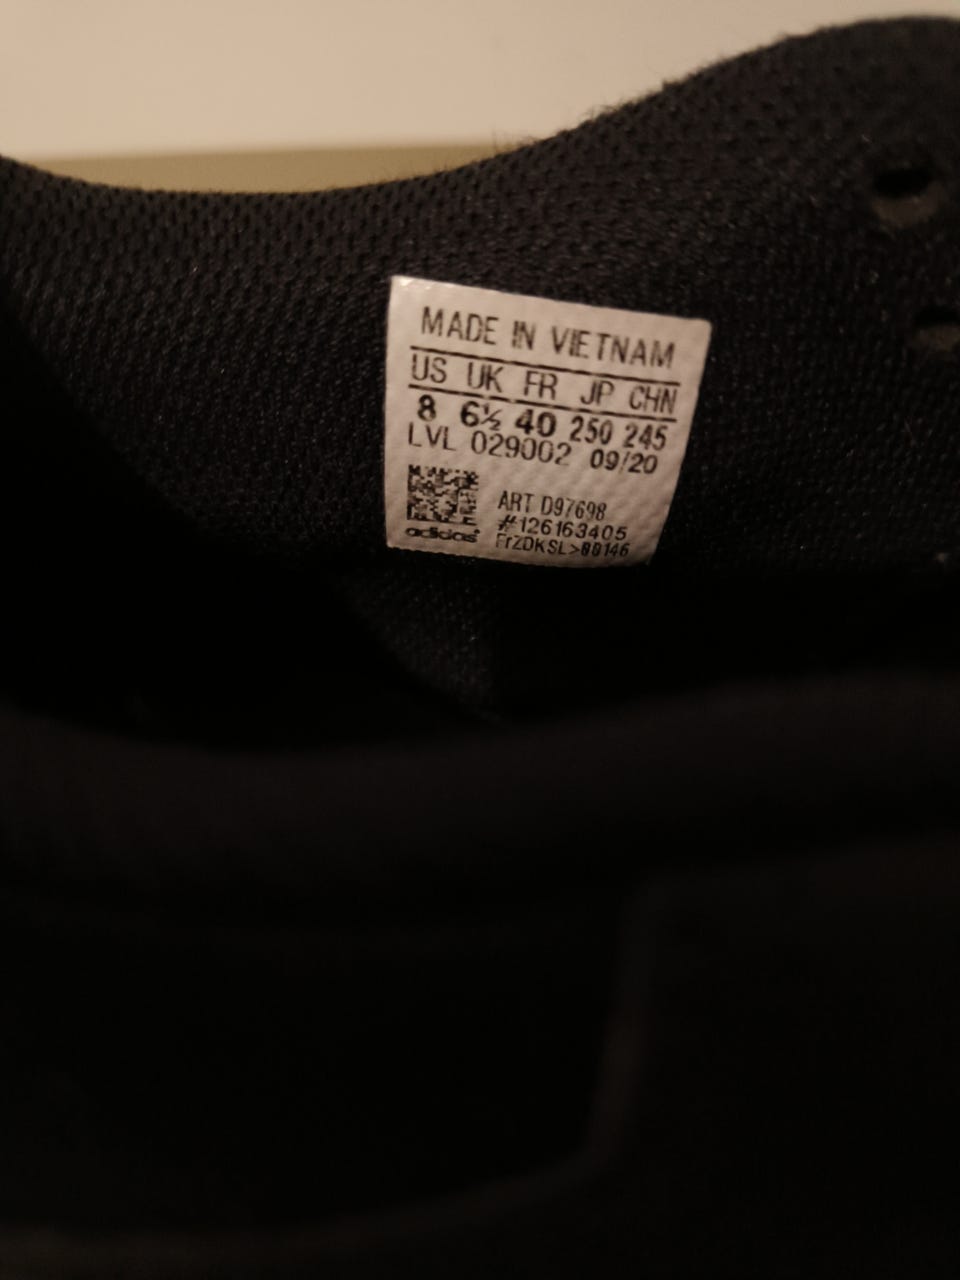 MADE IN VIETNAM
US UK FR JP CHN
8 6½ 40 250 245
LVL 029002 09/20
ART D97698
#126163405
FrZDKSL>00146
adidas